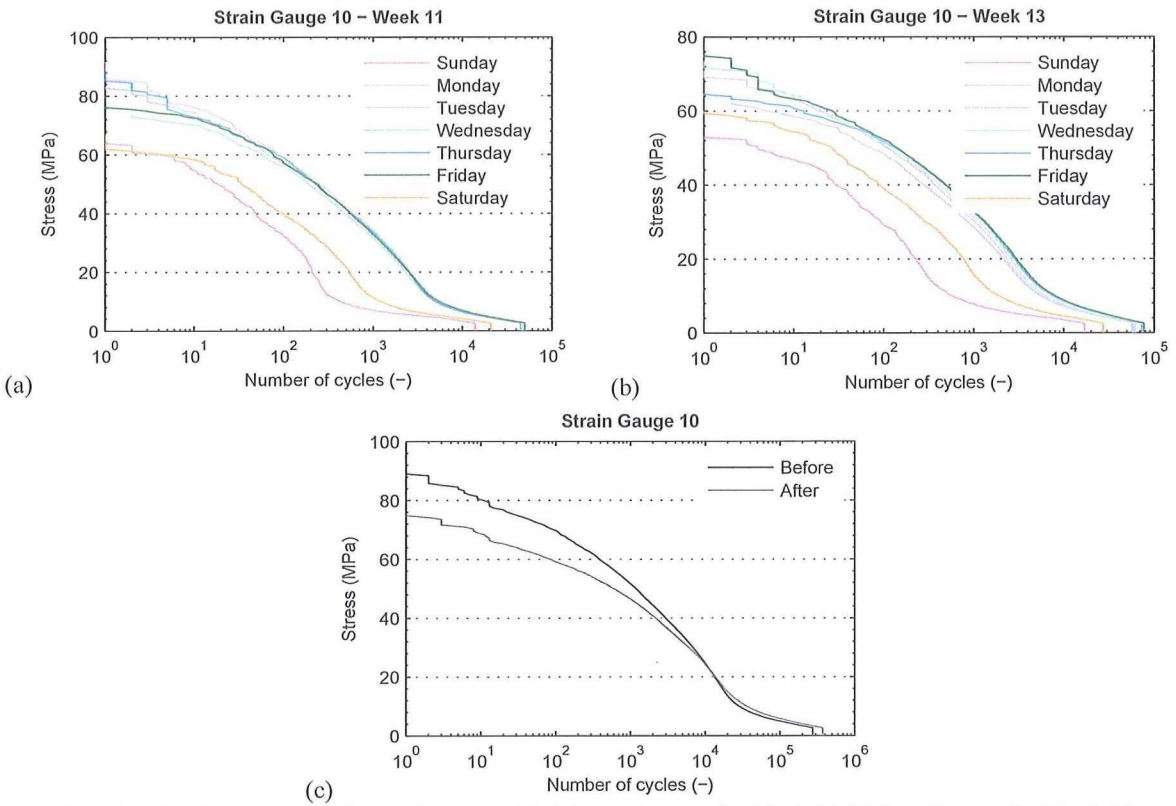 Strain Gauge 10 – Week 11
Stress (MPa)
100
80
60
40
20
0
Sunday
Monday
Tuesday
Wednesday
Thursday
Friday
Saturday
10^0 10^1 10^2 10^3 10^4 10^5
Number of cycles (–)
(a)
Strain Gauge 10 – Week 13
Stress (MPa)
80
60
40
20
0
Sunday
Monday
Tuesday
Wednesday
Thursday
Friday
Saturday
10^0 10^1 10^2 10^3 10^4 10^5
Number of cycles (–)
(b)
Strain Gauge 10
Stress (MPa)
100
80
60
40
20
0
Before
After
10^0 10^1 10^2 10^3 10^4 10^5 10^6
Number of cycles (–)
(c)